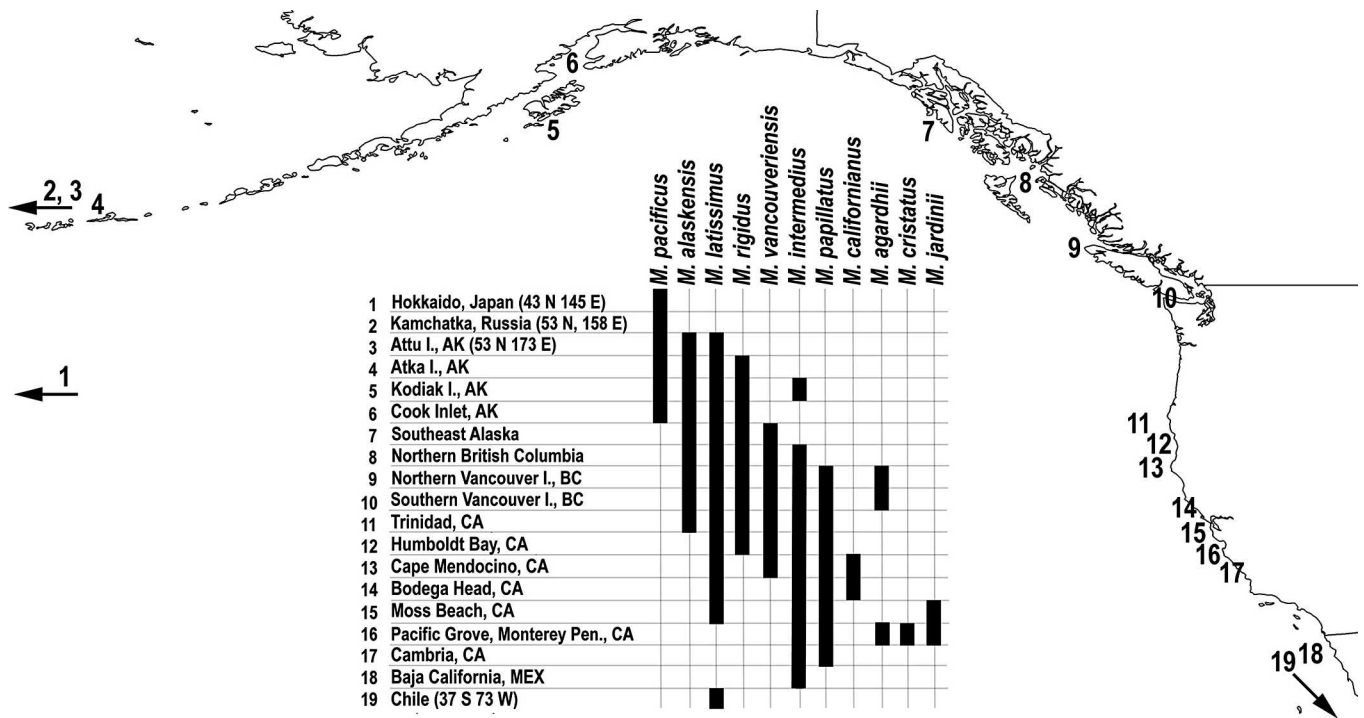 6
5
7
8
2, 3
4
9
10
1
11
12
13
14
15
16
17
19
18
M. pacificus
M. alaskensis
M. latissimus
M. rigidus
M. vancouveriensis
M. intermedius
M. papillatus
M. californianus
M. agardhii
M. cristatus
M. jardinii
1 Hokkaido, Japan (43 N 145 E)
2 Kamchatka, Russia (53 N, 158 E)
3 Attu I., AK (53 N 173 E)
4 Atka I., AK
5 Kodiak I., AK
6 Cook Inlet, AK
7 Southeast Alaska
8 Northern British Columbia
9 Northern Vancouver I., BC
10 Southern Vancouver I., BC
11 Trinidad, CA
12 Humboldt Bay, CA
13 Cape Mendocino, CA
14 Bodega Head, CA
15 Moss Beach, CA
16 Pacific Grove, Monterey Pen., CA
17 Cambria, CA
18 Baja California, MEX
19 Chile (37 S 73 W)